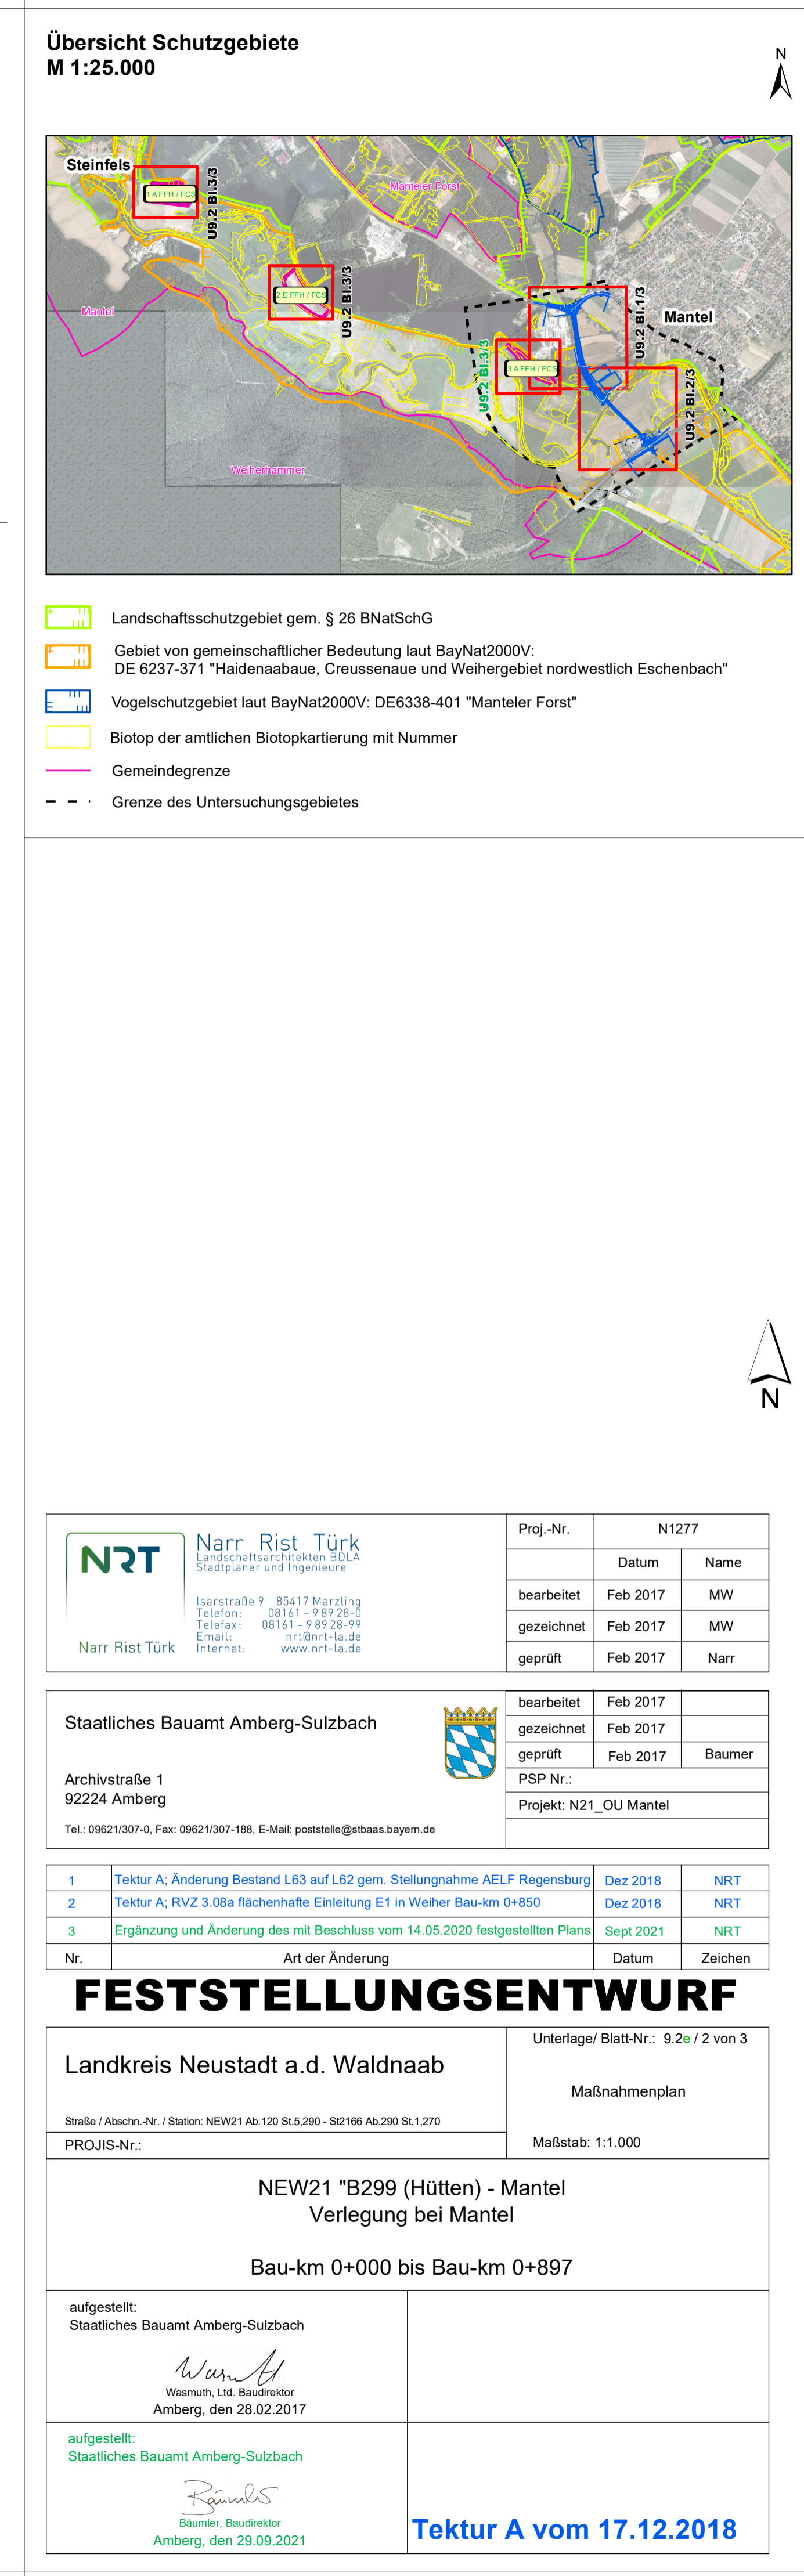 Übersicht Schutzgebiete
M 1:25.000
N
Steinfels
1 A FFH / FCS
U9.2 Bl.3/3
Manteler Forst
2 E FFH / FCS
U9.2 Bl.3/3
Mantel
U9.2 Bl.1/3
Mantel
U9.2 Bl.3/3
3 A FFH / FCS
U9.2 Bl.2/3
Weiherhammer
Landschaftsschutzgebiet gem. § 26 BNatSchG
Gebiet von gemeinschaftlicher Bedeutung laut BayNat2000V:
DE 6237-371 "Haidenaabaue, Creussenaue und Weihergebiet nordwestlich Eschenbach"
Vogelschutzgebiet laut BayNat2000V: DE6338-401 "Manteler Forst"
Biotop der amtlichen Biotopkartierung mit Nummer
Gemeindegrenze
Grenze des Untersuchungsgebietes
N
NRT
Narr Rist Türk
Narr Rist Türk
Landschaftsarchitekten BDLA
Stadtplaner und Ingenieure
Isarstraße 9 85417 Marzling
Telefon: 08161 – 9 89 28-0
Telefax: 08161 – 9 89 28-99
Email: nrt@nrt-la.de
Internet: www.nrt-la.de
Proj.-Nr. N1277
Datum Name
bearbeitet Feb 2017 MW
gezeichnet Feb 2017 MW
geprüft Feb 2017 Narr
Staatliches Bauamt Amberg-Sulzbach
Archivstraße 1
92224 Amberg
Tel.: 09621/307-0, Fax: 09621/307-188, E-Mail: poststelle@stbaas.bayern.de
bearbeitet Feb 2017
gezeichnet Feb 2017
geprüft Feb 2017 Baumer
PSP Nr.:
Projekt: N21_OU Mantel
1 Tektur A; Änderung Bestand L63 auf L62 gem. Stellungnahme AELF Regensburg Dez 2018 NRT
2 Tektur A; RVZ 3.08a flächenhafte Einleitung E1 in Weiher Bau-km 0+850 Dez 2018 NRT
3 Ergänzung und Änderung des mit Beschluss vom 14.05.2020 festgestellten Plans Sept 2021 NRT
Nr. Art der Änderung Datum Zeichen
FESTSTELLUNGSENTWURF
Landkreis Neustadt a.d. Waldnaab
Straße / Abschn.-Nr. / Station: NEW21 Ab.120 St.5,290 - St2166 Ab.290 St.1,270
PROJIS-Nr.:
Unterlage/ Blatt-Nr.: 9.2e / 2 von 3
Maßnahmenplan
Maßstab: 1:1.000
NEW21 "B299 (Hütten) - Mantel
Verlegung bei Mantel
Bau-km 0+000 bis Bau-km 0+897
aufgestellt:
Staatliches Bauamt Amberg-Sulzbach
Wasmuth, Ltd. Baudirektor
Amberg, den 28.02.2017
aufgestellt:
Staatliches Bauamt Amberg-Sulzbach
Bäumler
Bäumler, Baudirektor
Amberg, den 29.09.2021
Tektur A vom 17.12.2018